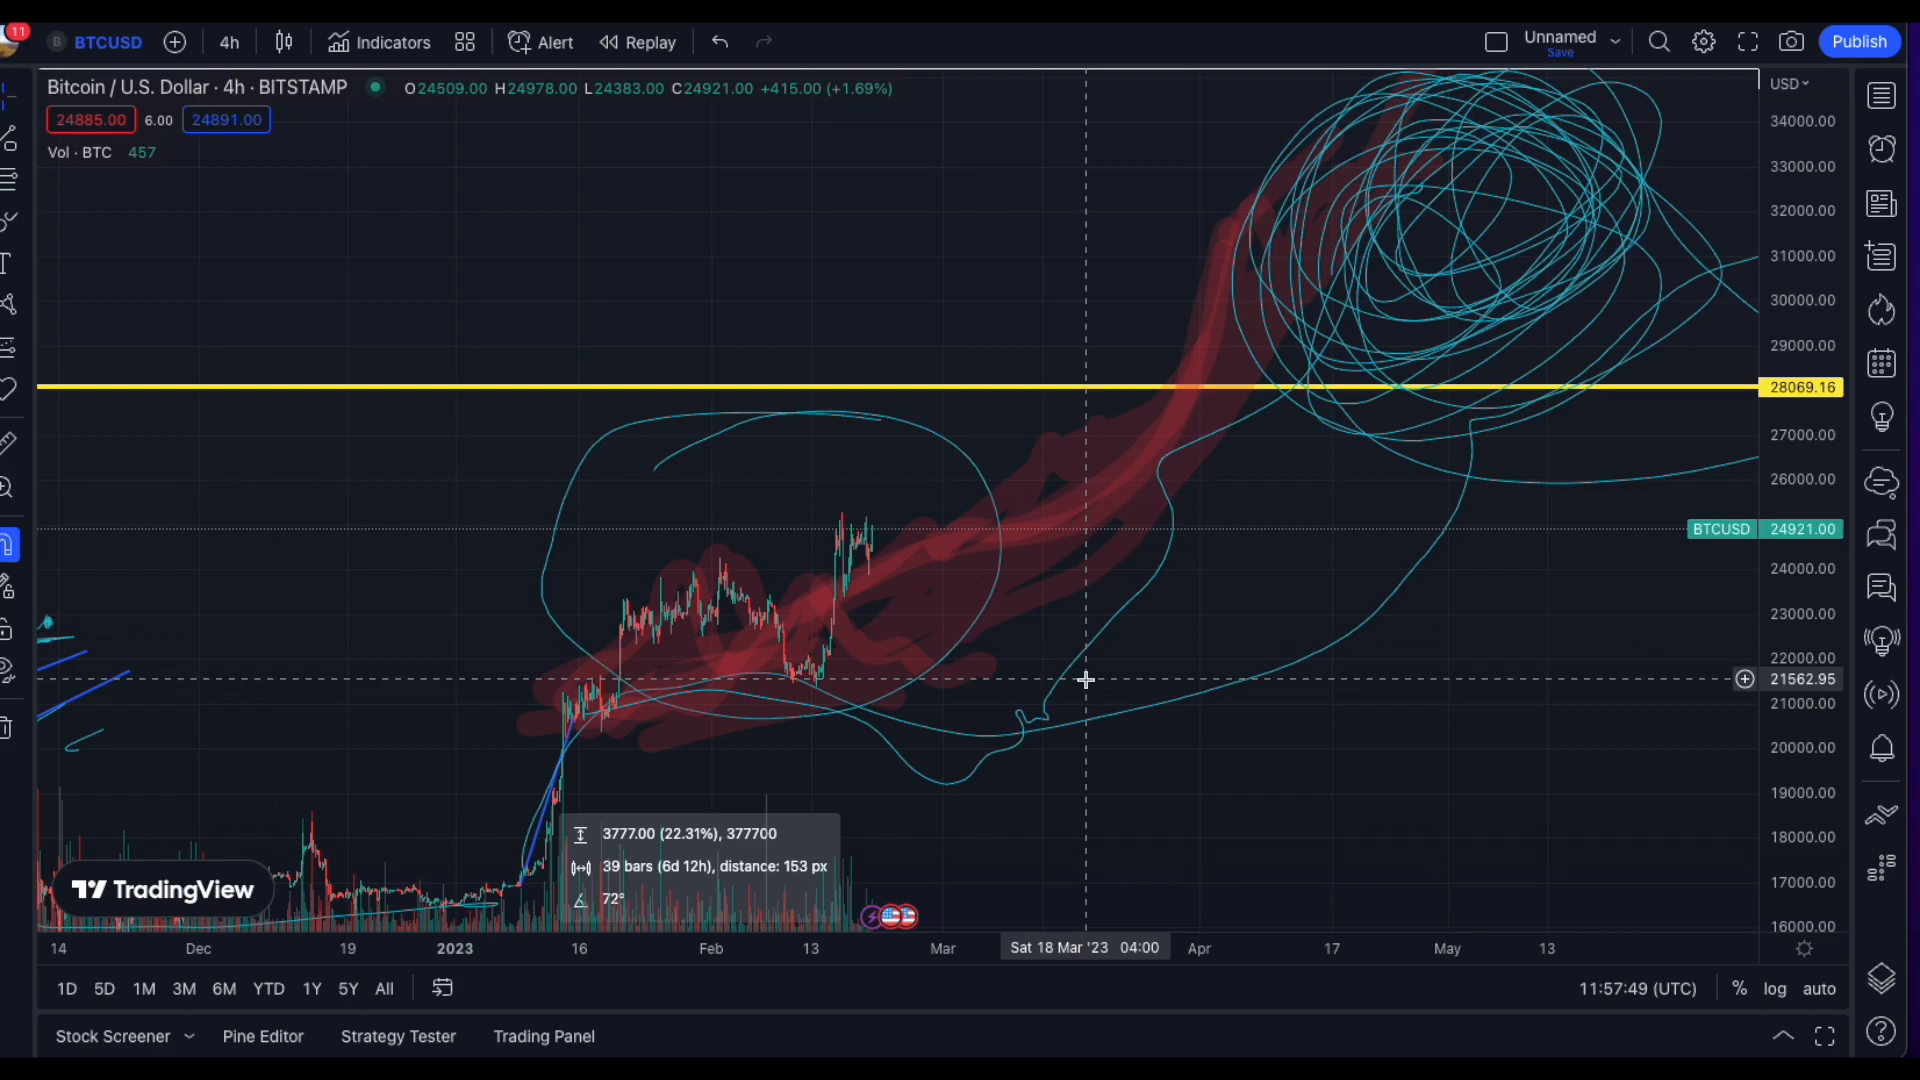 11
B BTCUSD 4h Indicators Alert Replay Unnamed Save Publish
Bitcoin / U.S. Dollar · 4h · BITSTAMP O24509.00 H24978.00 L24383.00 C24921.00 +415.00 (+1.69%)
24885.00 6.00 24891.00
Vol · BTC 457
USD
34000.00
33000.00
32000.00
31000.00
30000.00
29000.00
28069.16
27000.00
26000.00
BTCUSD 24921.00
24000.00
23000.00
22000.00
21562.95
21000.00
20000.00
19000.00
18000.00
17000.00
16000.00
3777.00 (22.31%), 377700
39 bars (6d 12h), distance: 153 px
72°
TradingView
14 Dec 19 2023 16 Feb 13 Mar Sat 18 Mar '23 04:00 Apr 17 May 13
1D 5D 1M 3M 6M YTD 1Y 5Y All 11:57:49 (UTC) % log auto
Stock Screener Pine Editor Strategy Tester Trading Panel